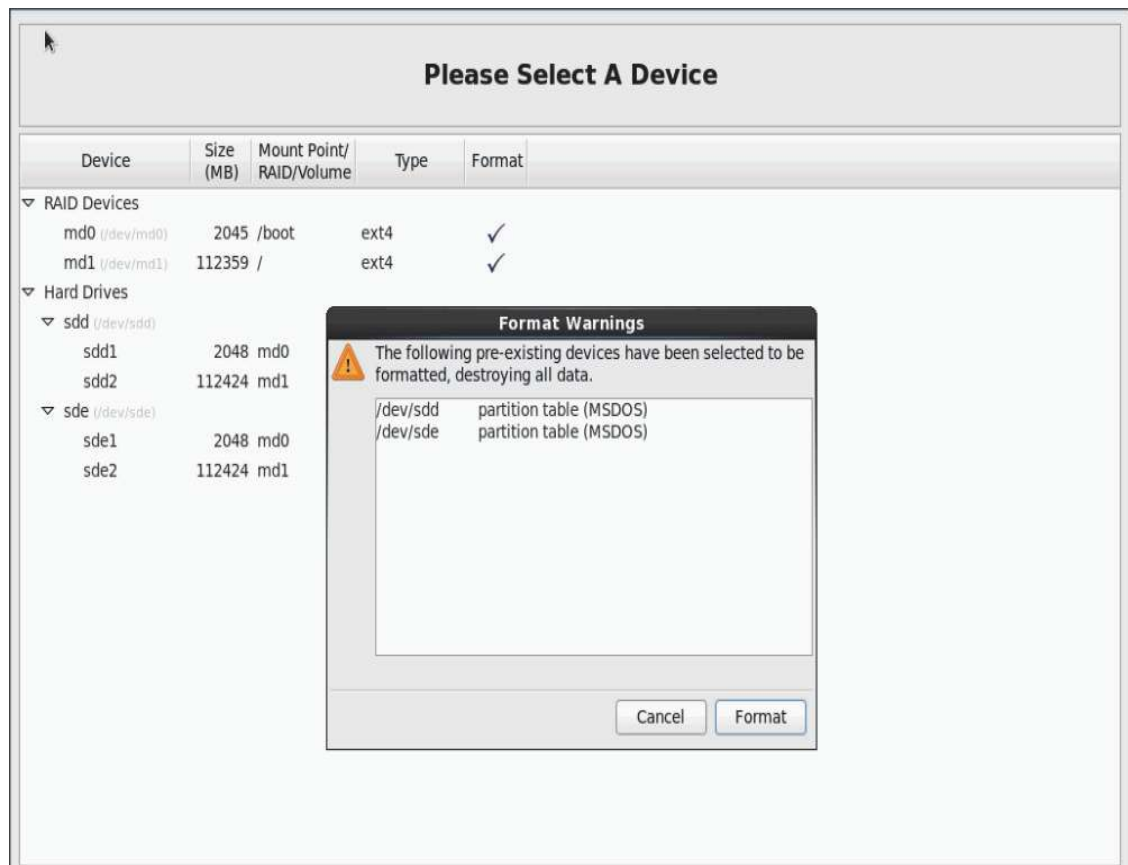 Please Select A Device
Device Size (MB) Mount Point/ RAID/Volume Type Format
RAID Devices
md0 (/dev/md0) 2045 /boot ext4 ✓
md1 (/dev/md1) 112359 / ext4 ✓
Hard Drives
sdd (/dev/sdd)
sdd1 2048 md0
sdd2 112424 md1
sde (/dev/sde)
sde1 2048 md0
sde2 112424 md1
Format Warnings
The following pre-existing devices have been selected to be
formatted, destroying all data.
/dev/sdd partition table (MSDOS)
/dev/sde partition table (MSDOS)
Cancel Format